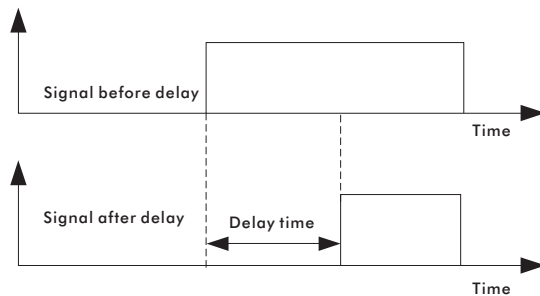 Signal before delay
Time
Signal after delay
Delay time
Time